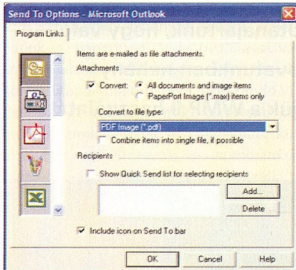 Send To Options - Microsoft Outlook
Program Links
Items are e-mailed as file attachments.
Attachments
Convert:
All documents and image items
PaperPort Image (*.max) items only
Convert to file type:
PDF Image (*.pdf)
Combine items into single file, if possible
Recipients
Show Quick Send list for selecting recipients
Add...
Delete
Include icon on Send To bar
OK
Cancel
Help